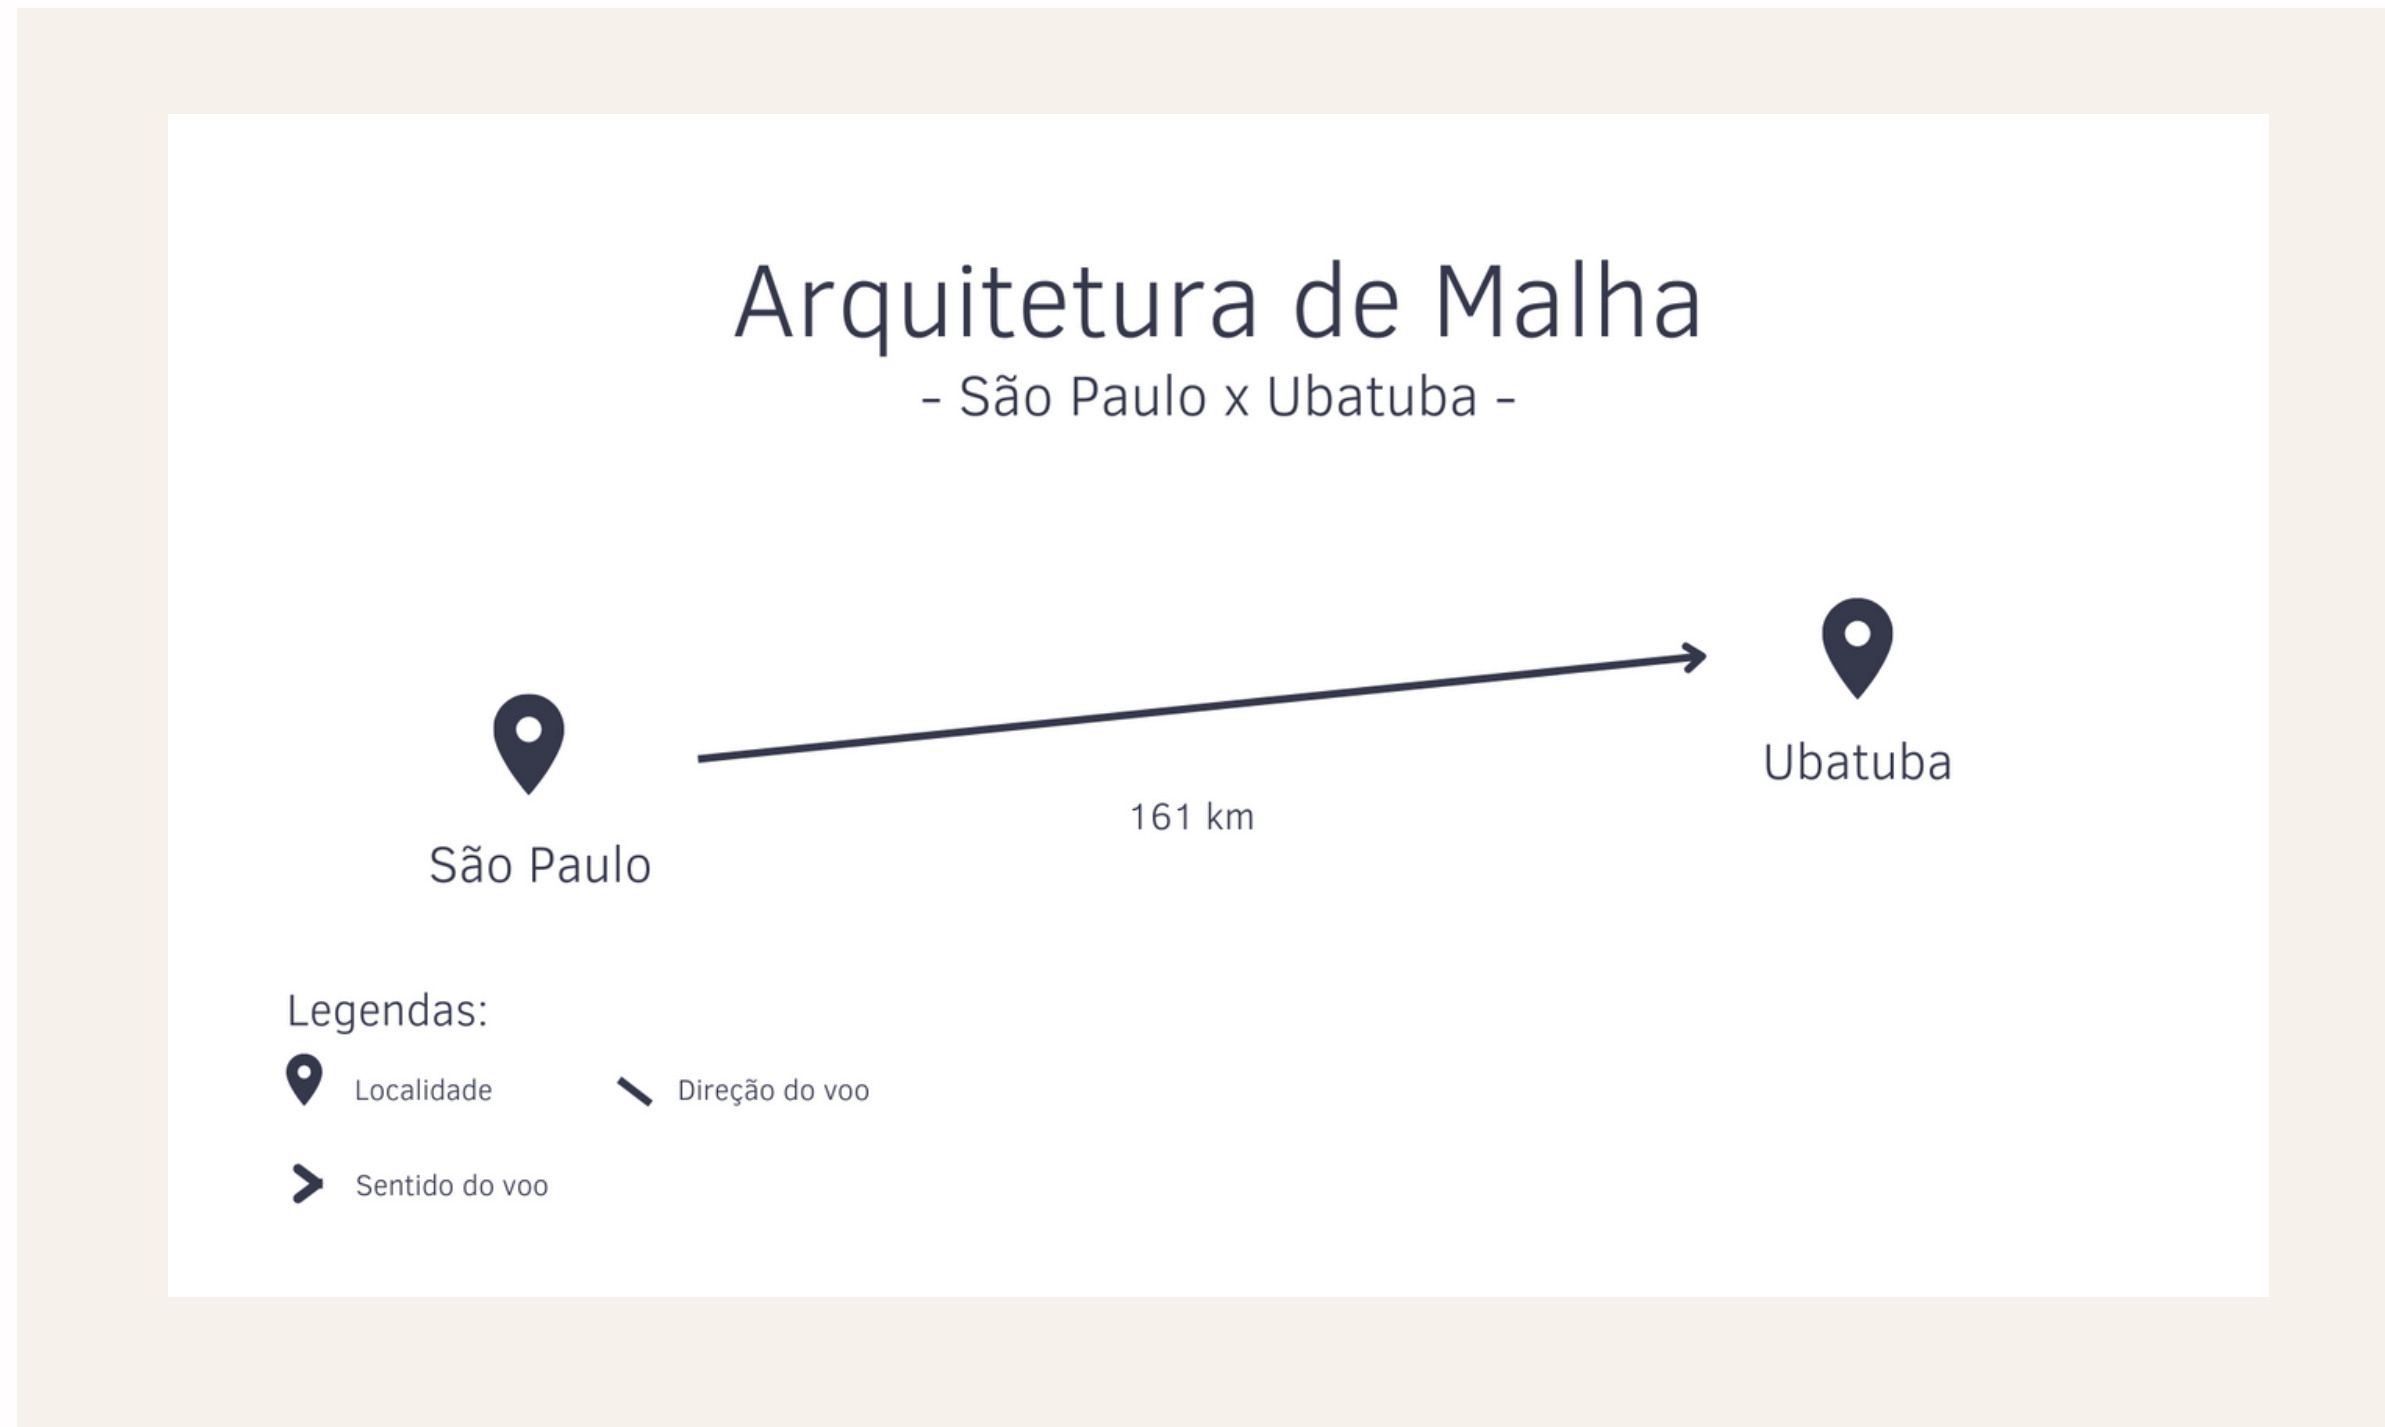 Arquitetura de Malha
- São Paulo x Ubatuba -
Ubatuba
161 km
São Paulo
Legendas:
Localidade
Direção do voo
Sentido do voo